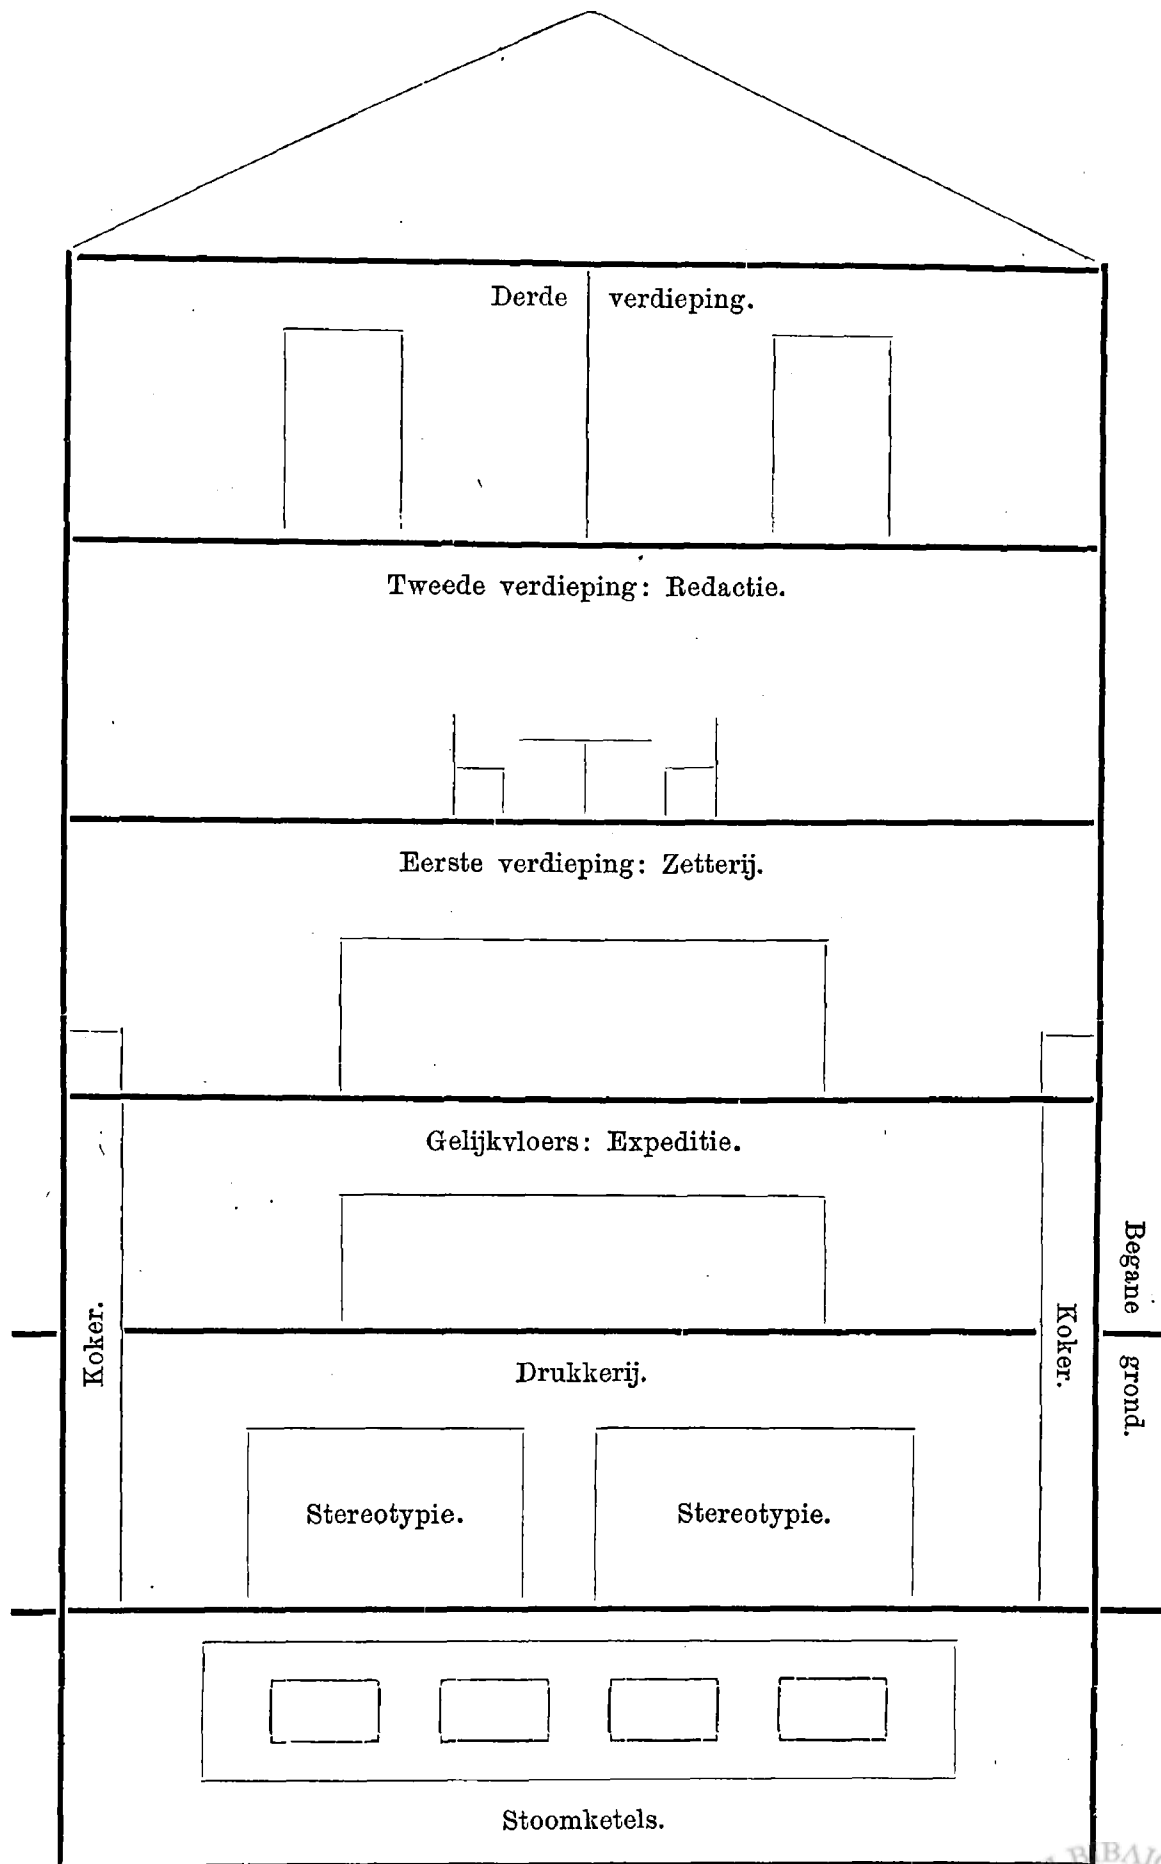 Derde verdieping.
Tweede verdieping: Redactie.
Eerste verdieping: Zetterij.
Gelijkvloers: Expeditie.
Koker.
Koker.
Begane grond.
Drukkerij.
Stereotypie. Stereotypie.
Stoomketels.